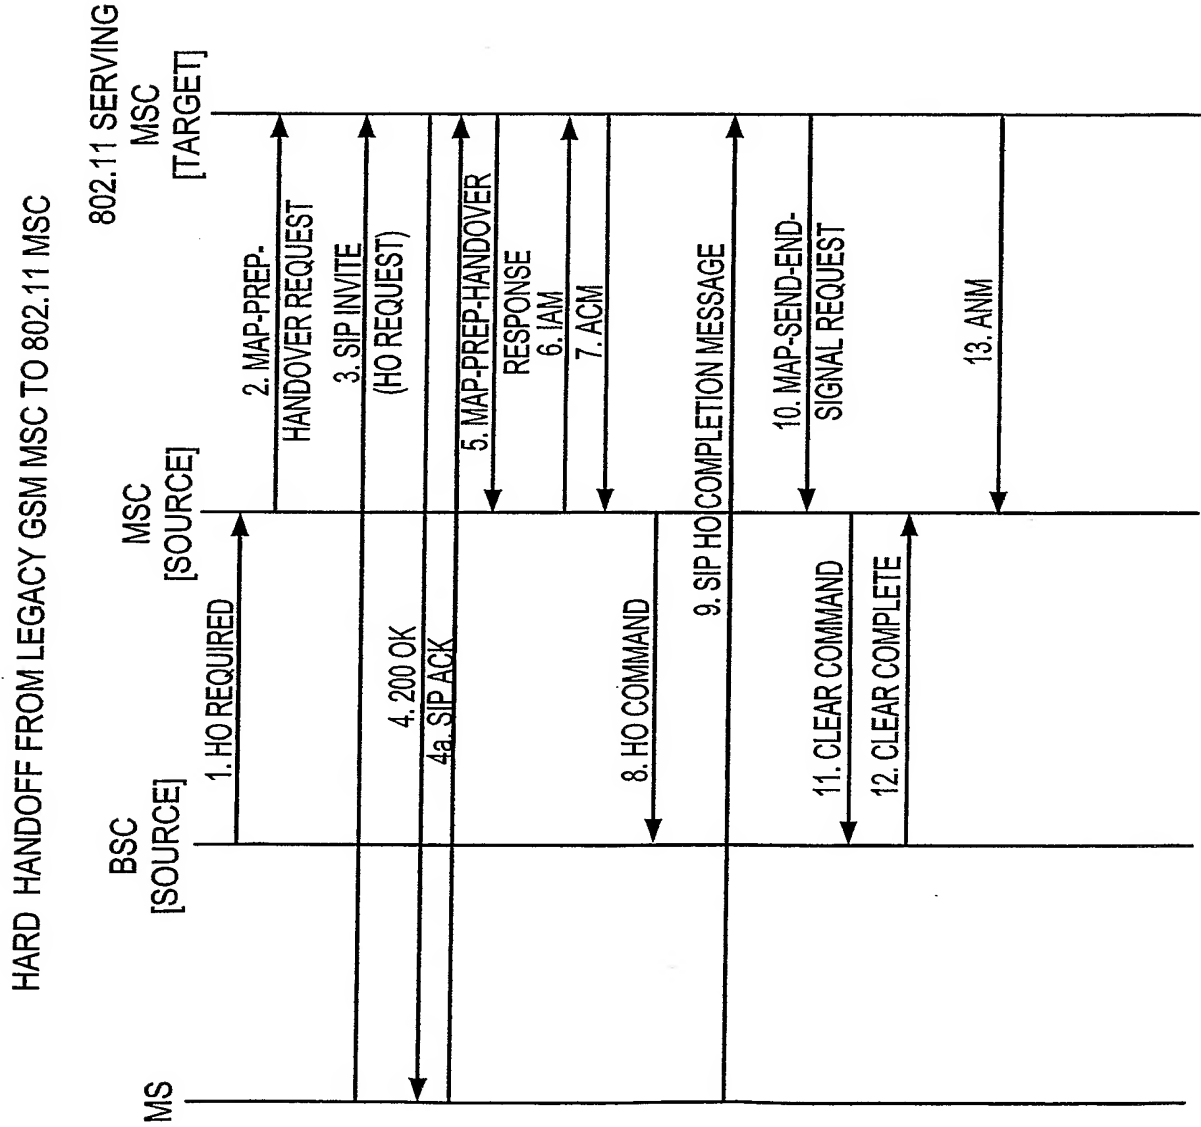 HARD HANDOFF FROM LEGACY GSM MSC TO 802.11 MSC
MS
BSC
[SOURCE]
MSC
[SOURCE]
802.11 SERVING
MSC
[TARGET]
1. HO REQUIRED
2. MAP-PREP-
HANDOVER REQUEST
3. SIP INVITE
(HO REQUEST)
4. 200 OK
4a. SIP ACK
5. MAP-PREP-HANDOVER
RESPONSE
6. IAM
7. ACM
8. HO COMMAND
9. SIP HO COMPLETION MESSAGE
10. MAP-SEND-END-
SIGNAL REQUEST
11. CLEAR COMMAND
12. CLEAR COMPLETE
13. ANM